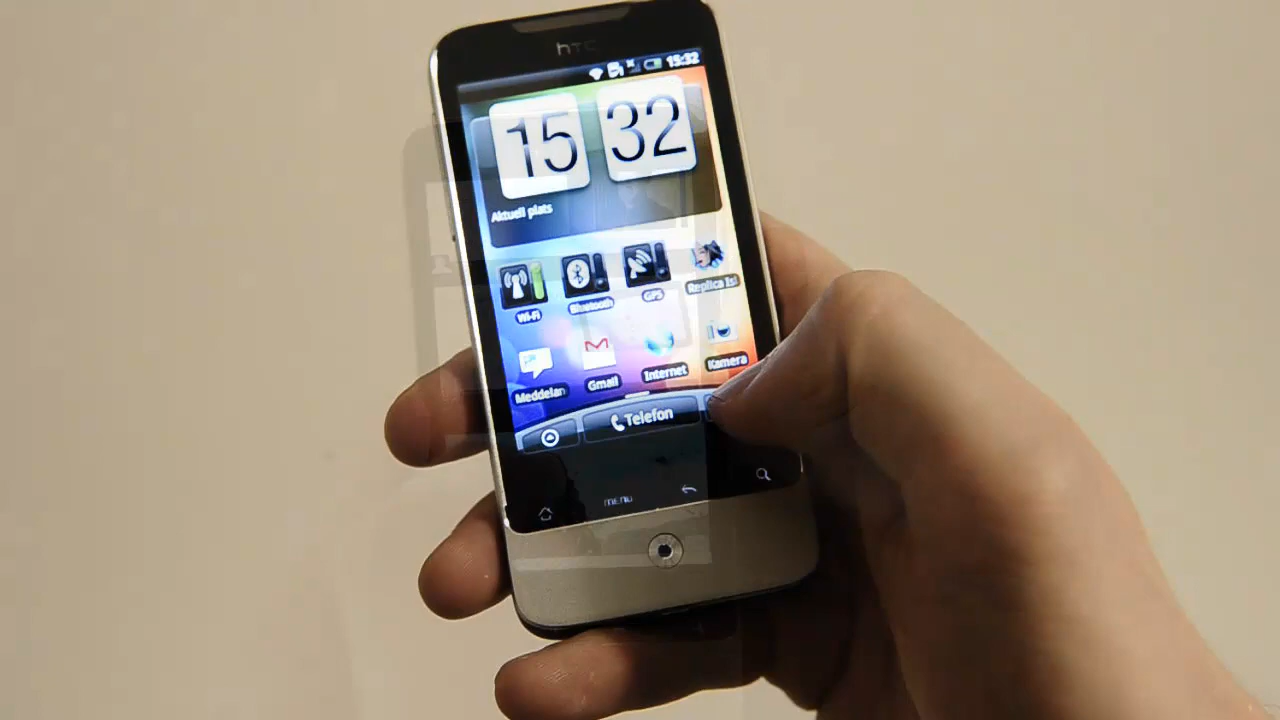 hTC
15:32
15 32
Aktuell plats
Wi-Fi Bluetooth GPS Replica Is
Meddelan Gmail Internet Kamera
Telefon
menu